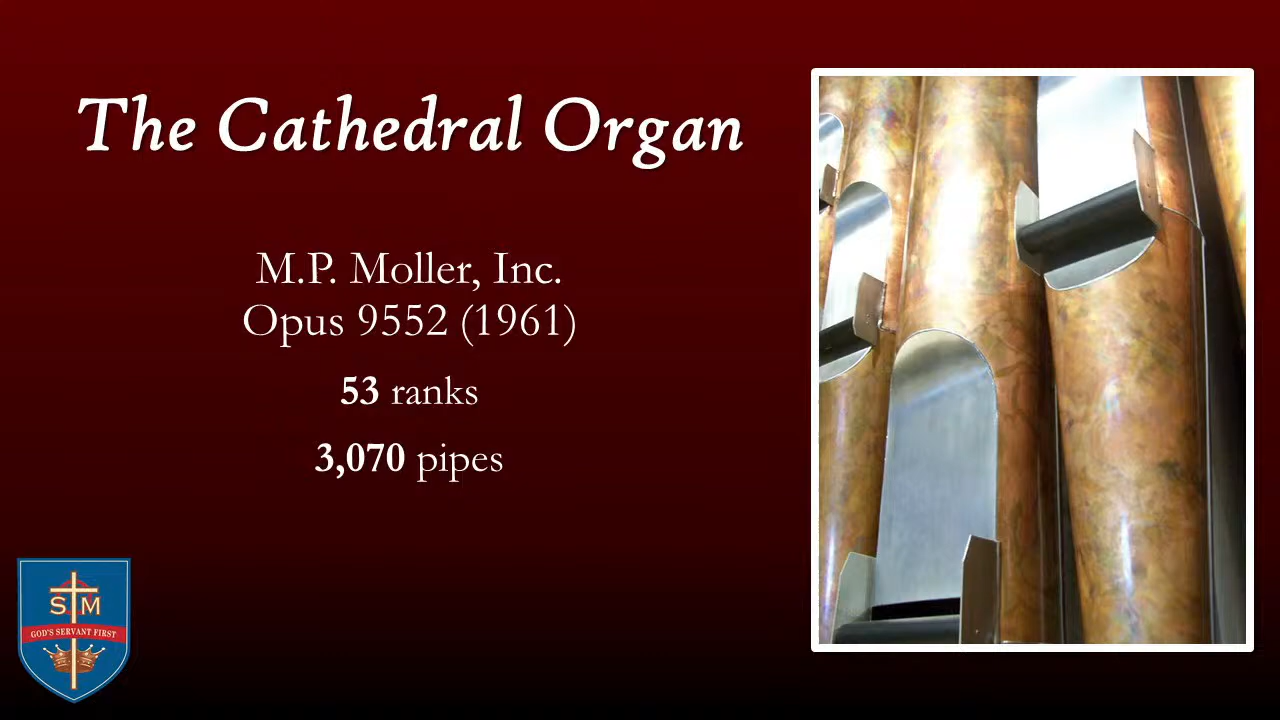 The Cathedral Organ
M.P. Moller, Inc.
Opus 9552 (1961)
53 ranks
3,070 pipes
S M
GOD'S SERVANT FIRST